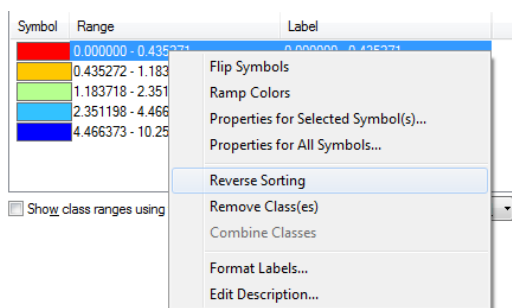 Symbol Range Label
0.000000 - 0.435271 0.000000 - 0.435271
0.435272 - 1.183
1.183718 - 2.351
2.351198 - 4.466
4.466373 - 10.25
Flip Symbols
Ramp Colors
Properties for Selected Symbol(s)...
Properties for All Symbols...
Reverse Sorting
Remove Class(es)
Combine Classes
Format Labels...
Edit Description...
Show class ranges using